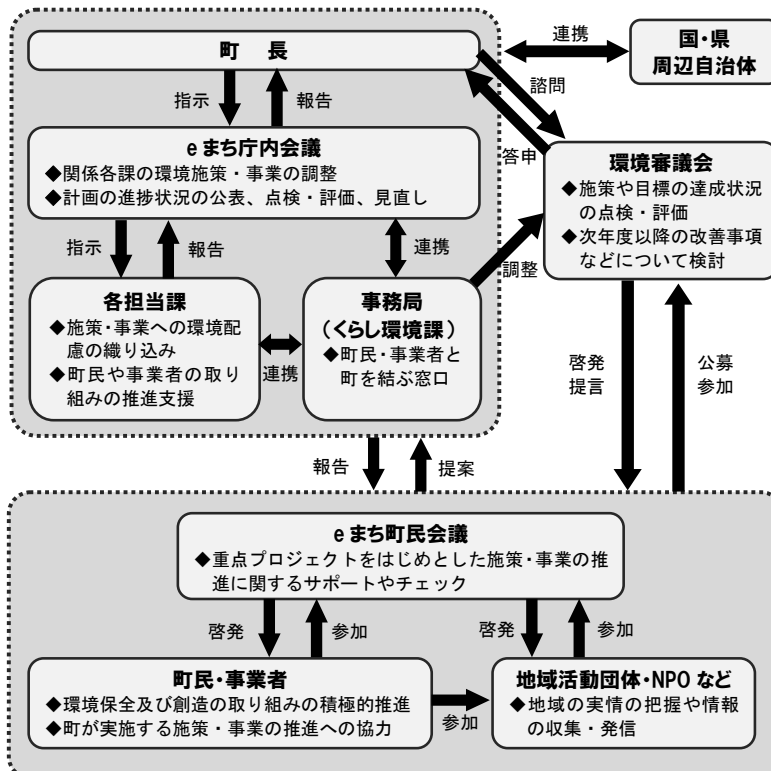 町　長
連携
国・県
周辺自治体
指示
報告
諮問
答申
eまち庁内会議
◆関係各課の環境施策・事業の調整
◆計画の進捗状況の公表、点検・評価、見直し
環境審議会
◆施策や目標の達成状況
の点検・評価
◆次年度以降の改善事項
などについて検討
指示
報告
連携
調整
各担当課
◆施策・事業への環境配
慮の織り込み
◆町民や事業者の取り
組みの推進支援
連携
事務局
（くらし環境課）
◆町民・事業者と
町を結ぶ窓口
啓発
提言
公募
参加
報告
提案
eまち町民会議
◆重点プロジェクトをはじめとした施策・事業の推
進に関するサポートやチェック
啓発
参加
啓発
参加
町民・事業者
◆環境保全及び創造の取り組みの積極的推進
◆町が実施する施策・事業の推進への協力
参加
地域活動団体・NPOなど
◆地域の実情の把握や情報
の収集・発信